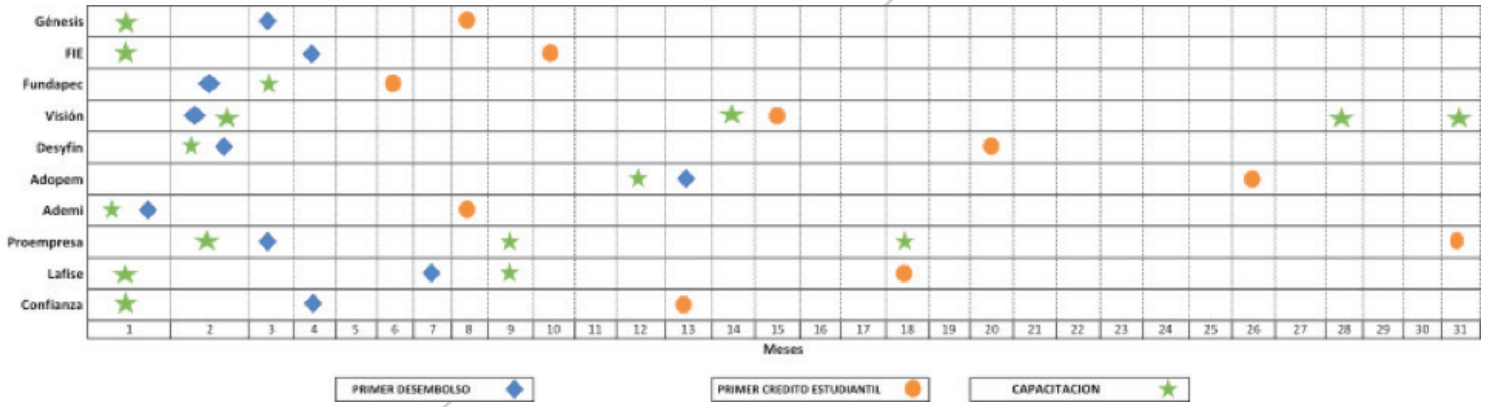 Génesis
FIE
Fundapec
Visión
Desyfin
Adopem
Ademi
Proempresa
Lafise
Confianza
1 2 3 4 5 6 7 8 9 10 11 12 13 14 15 16 17 18 19 20 21 22 23 24 25 26 27 28 29 30 31
Meses
PRIMER DESEMBOLSO PRIMER CREDITO ESTUDIANTIL CAPACITACION